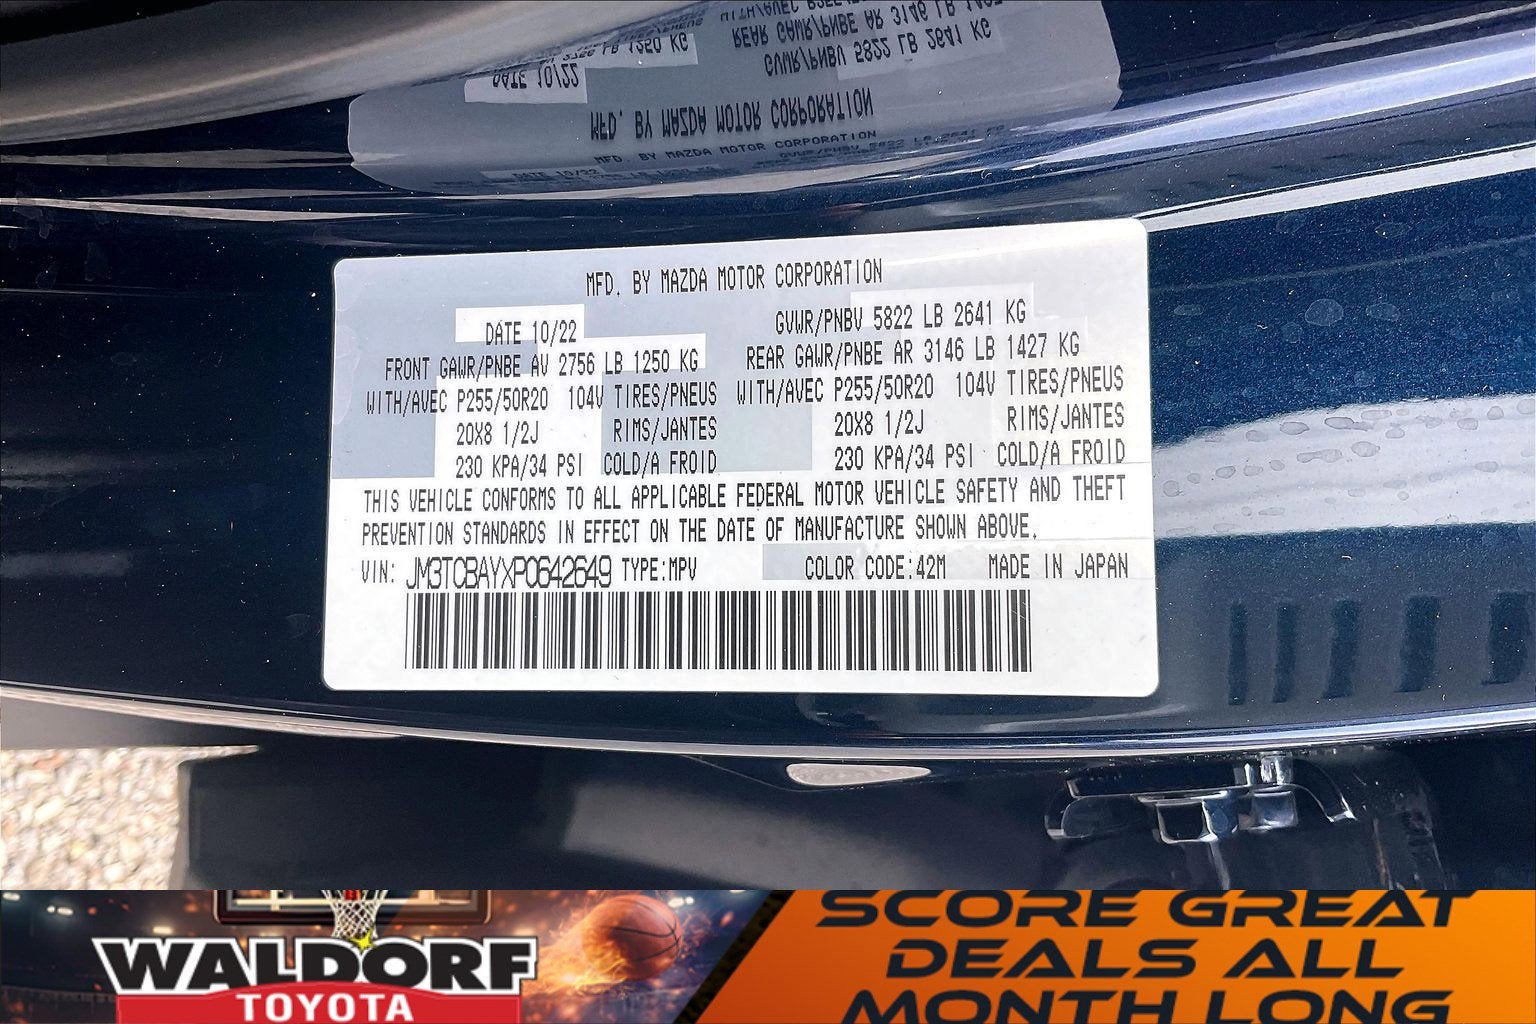 MFD. BY MAZDA MOTOR CORPORATION
DATE 10/22
GVWR/PNBV 5822 LB 2641 KG
FRONT GAWR/PNBE AV 2756 LB 1250 KG
REAR GAWR/PNBE AR 3146 LB 1427 KG
WITH/AVEC P255/50R20 104V TIRES/PNEUS
WITH/AVEC P255/50R20 104V TIRES/PNEUS
20X8 1/2J RIMS/JANTES
20X8 1/2J RIMS/JANTES
230 KPA/34 PSI COLD/A FROID
230 KPA/34 PSI COLD/A FROID
THIS VEHICLE CONFORMS TO ALL APPLICABLE FEDERAL MOTOR VEHICLE SAFETY AND THEFT
PREVENTION STANDARDS IN EFFECT ON THE DATE OF MANUFACTURE SHOWN ABOVE.
VIN: JM3TCBAYXP0642649 TYPE:MPV COLOR CODE:42M MADE IN JAPAN
WALDORF
TOYOTA
SCORE GREAT
DEALS ALL
MONTH LONG